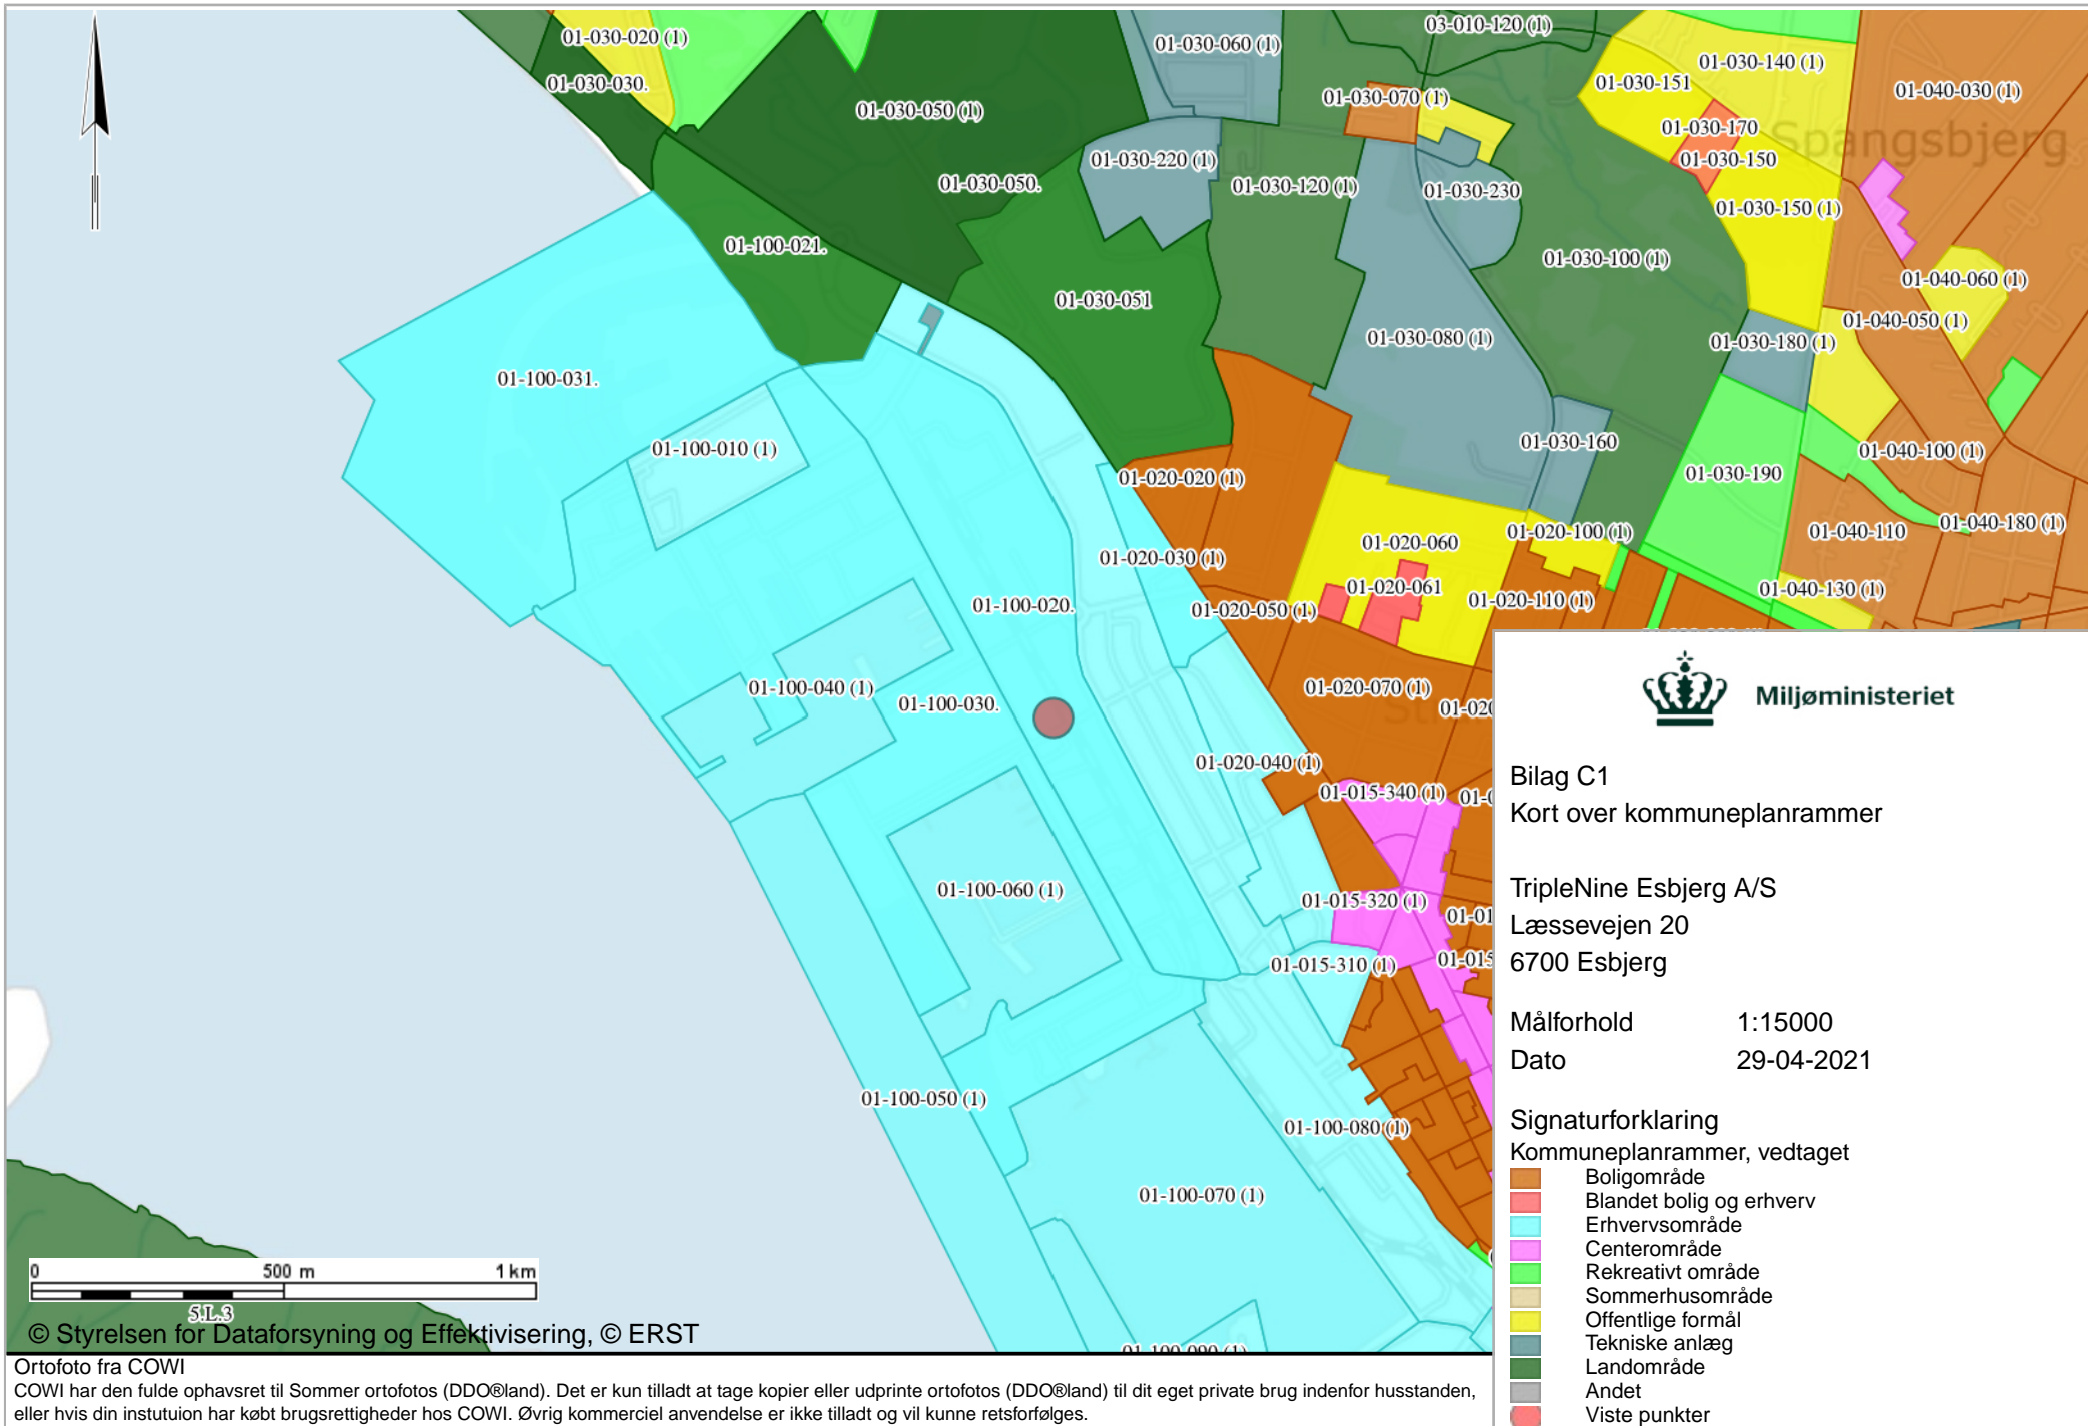 01-030-020 (1)
01-030-060 (1)
03-010-120 (1)
01-030-140 (1)
01-030-030.
01-030-050 (1)
01-030-070 (1)
01-030-151
01-040-030 (1)
01-030-170
Spangsbjerg
01-030-220 (1)
01-030-150
01-030-050.
01-030-120 (1)
01-030-230
01-030-150 (1)
01-100-021.
01-030-100 (1)
01-040-060 (1)
01-030-051
01-040-050 (1)
01-030-080 (1)
01-030-180 (1)
01-100-031.
01-100-010 (1)
01-030-160
01-040-100 (1)
01-020-020 (1)
01-030-190
01-040-180 (1)
01-020-100 (1)
01-040-110
01-020-060
01-020-030 (1)
01-020-061
01-040-130 (1)
01-100-020.
01-020-050 (1)
01-020-110 (1)
01-100-040 (1)
01-020-070 (1)
01-100-030.
01-020
01-020-040 (1)
01-015-340 (1)
01-0
01-100-060 (1)
01-015-320 (1)
01-01
01-015-310 (1)
01-015
01-100-050 (1)
01-100-080 (1)
01-100-070 (1)
01-100-090 (1)
0 500 m 1 km
5.L.3
© Styrelsen for Dataforsyning og Effektivisering, © ERST
Ortofoto fra COWI
COWI har den fulde ophavsret til Sommer ortofotos (DDO®land). Det er kun tilladt at tage kopier eller udprinte ortofotos (DDO®land) til dit eget private brug indenfor husstanden,
eller hvis din instutuion har købt brugsrettigheder hos COWI. Øvrig kommerciel anvendelse er ikke tilladt og vil kunne retsforfølges.
Miljøministeriet
Bilag C1
Kort over kommuneplanrammer
TripleNine Esbjerg A/S
Læssevejen 20
6700 Esbjerg
Målforhold 1:15000
Dato 29-04-2021
Signaturforklaring
Kommuneplanrammer, vedtaget
Boligområde
Blandet bolig og erhverv
Erhvervsområde
Centerområde
Rekreativt område
Sommerhusområde
Offentlige formål
Tekniske anlæg
Landområde
Andet
Viste punkter